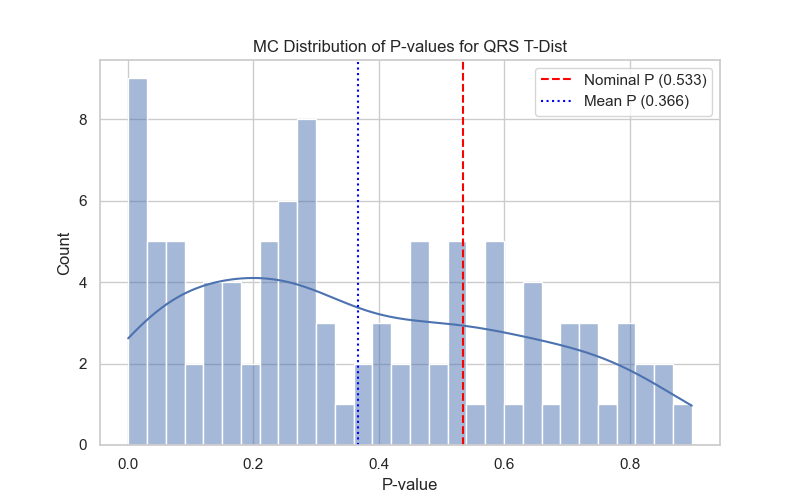 MC Distribution of P-values for QRS T-Dist
Nominal P (0.533)
Mean P (0.366)
Count
8
6
4
2
0
0.0 0.2 0.4 0.6 0.8
P-value